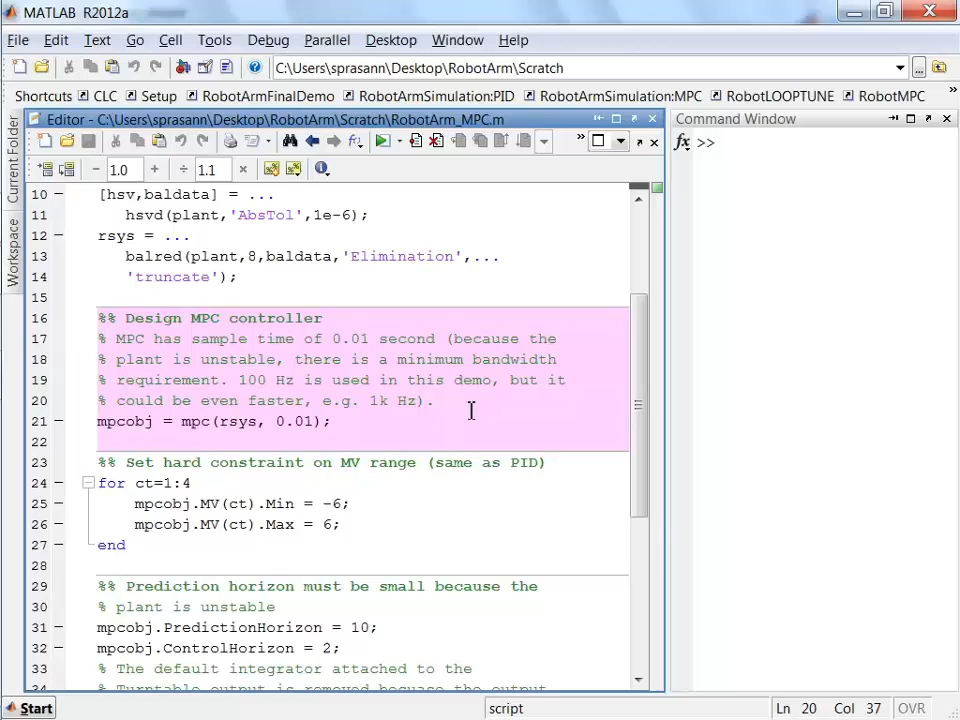 MATLAB R2012a
File Edit Text Go Cell Tools Debug Parallel Desktop Window Help
C:\Users\sprasann\Desktop\RobotArm\Scratch
Shortcuts CLC Setup RobotArmFinalDemo RobotArmSimulation:PID RobotArmSimulation:MPC RobotLOOPTUNE RobotMPC
Current Folder
Workspace
Editor - C:\Users\sprasann\Desktop\RobotArm\Scratch\RobotArm_MPC.m
− 1.0 + ÷ 1.1 ×
10 [hsv,baldata] = ...
11 hsvd(plant,'AbsTol',1e-6);
12 rsys = ...
13 balred(plant,8,baldata,'Elimination',...
14 'truncate');
15
16 %% Design MPC controller
17 % MPC has sample time of 0.01 second (because the
18 % plant is unstable, there is a minimum bandwidth
19 % requirement. 100 Hz is used in this demo, but it
20 % could be even faster, e.g. 1k Hz).
21 mpcobj = mpc(rsys, 0.01);
22
23 %% Set hard constraint on MV range (same as PID)
24 for ct=1:4
25 mpcobj.MV(ct).Min = -6;
26 mpcobj.MV(ct).Max = 6;
27 end
28
29 %% Prediction horizon must be small because the
30 % plant is unstable
31 mpcobj.PredictionHorizon = 10;
32 mpcobj.ControlHorizon = 2;
33 % The default integrator attached to the
34 % Turntable output is removed becuase the output
Command Window
fx >>
Start script Ln 20 Col 37 OVR